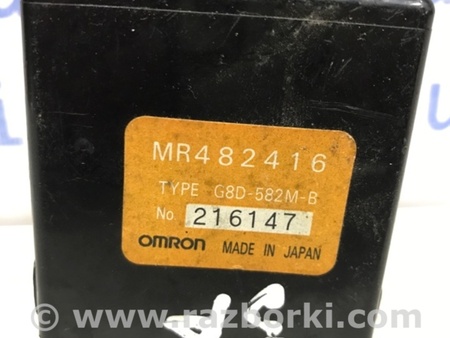 MR482416
TYPE G8D-582M-B
No. 216147
OMRON MADE IN JAPAN
© www.razborki.com